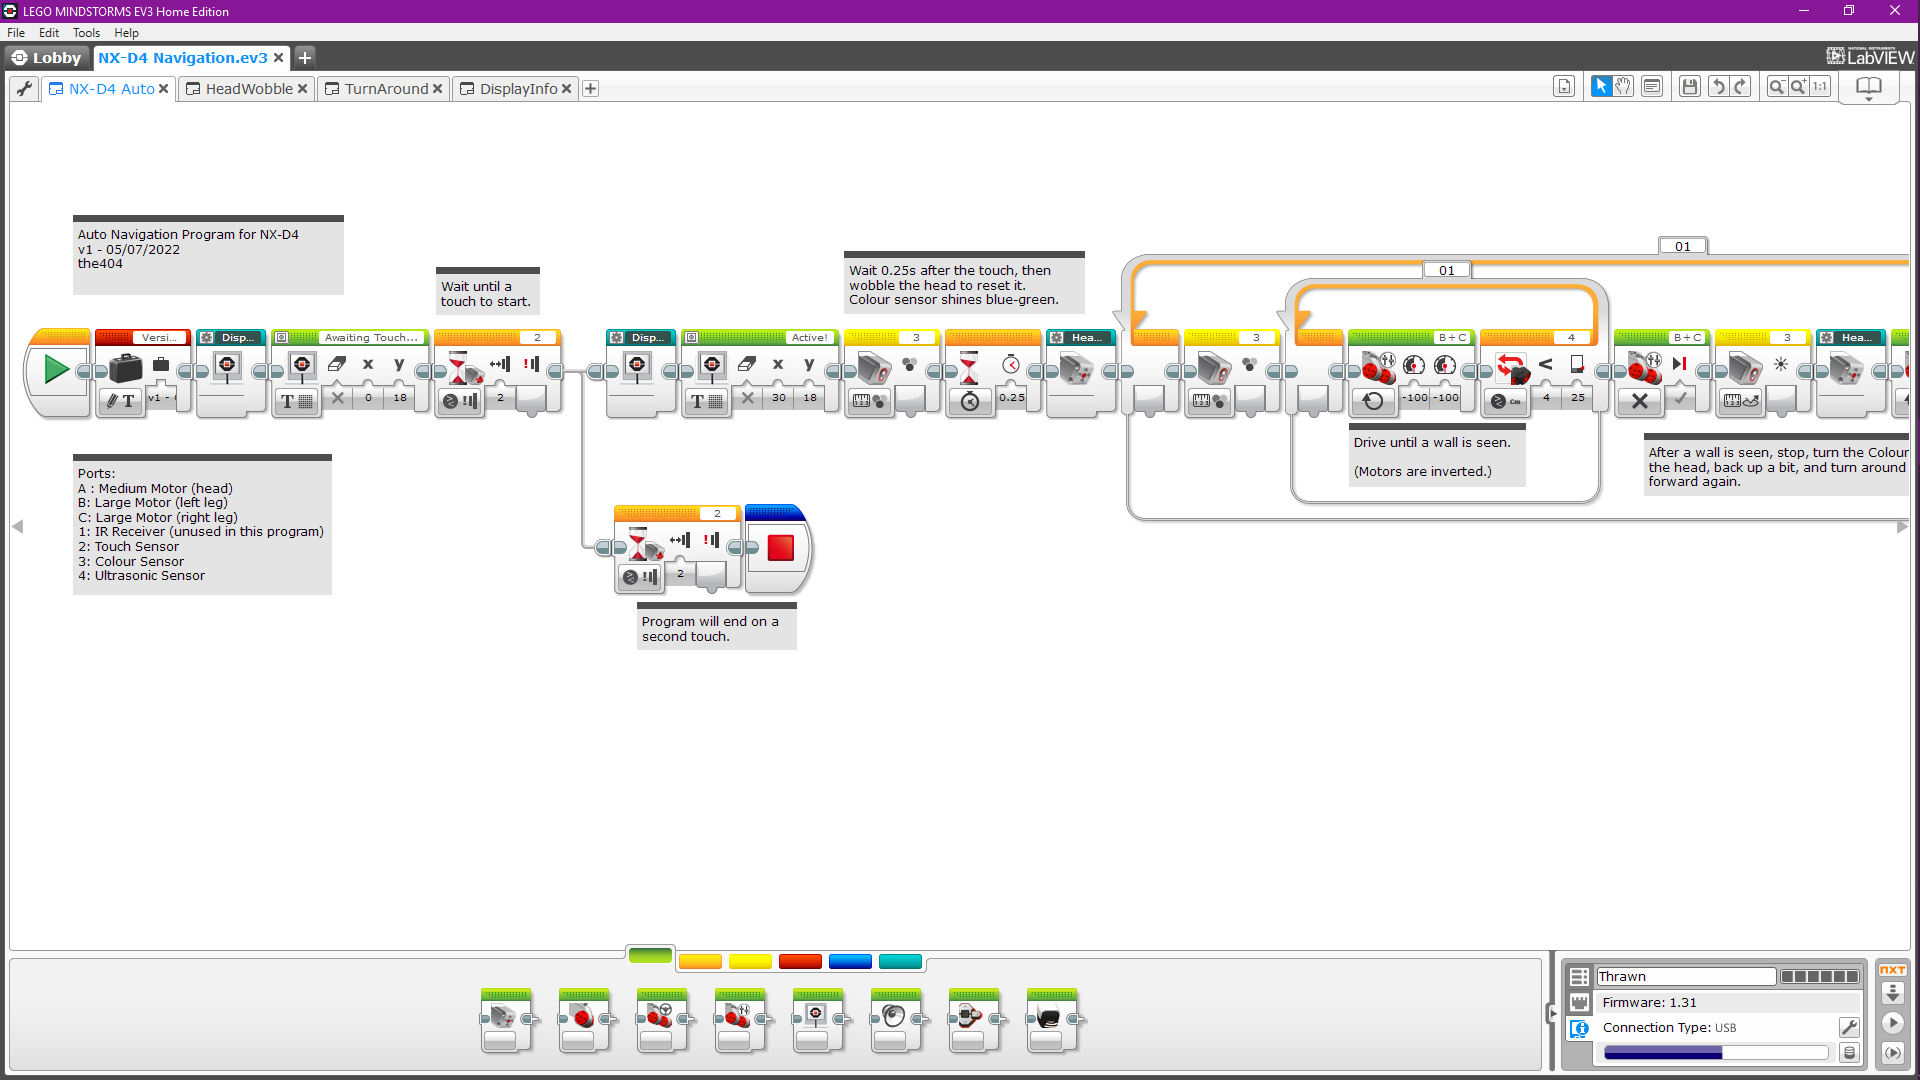 LEGO MINDSTORMS EV3 Home Edition
File Edit Tools Help
Lobby NX-D4 Navigation.ev3
NATIONAL INSTRUMENTS
LabVIEW
NX-D4 Auto HeadWobble TurnAround DisplayInfo
1:1
Auto Navigation Program for NX-D4
v1 - 05/07/2022
the404
Wait until a
touch to start.
Wait 0.25s after the touch, then
wobble the head to reset it.
Colour sensor shines blue-green.
01
01
Versi... Disp... Awaiting Touch... 2 Disp... Active! 3 Hea... 3 B+C 4 B+C 3 Hea...
x y x y <
T v1 - T 0 18 2 T 30 18 0.25 -100 -100 Cm 4 25
Drive until a wall is seen.
(Motors are inverted.)
After a wall is seen, stop, turn the Colour
the head, back up a bit, and turn around
forward again.
Ports:
A : Medium Motor (head)
B: Large Motor (left leg)
C: Large Motor (right leg)
1: IR Receiver (unused in this program)
2: Touch Sensor
3: Colour Sensor
4: Ultrasonic Sensor
2
2
Program will end on a
second touch.
Thrawn
NXT
Firmware: 1.31
Connection Type: USB